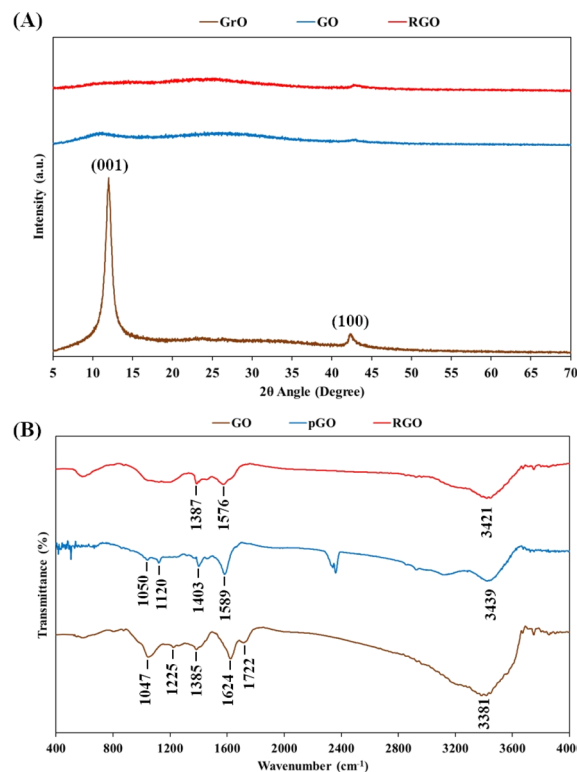 (A)
GrO GO RGO
(001)
(100)
Intensity (a.u.)
5 10 15 20 25 30 35 40 45 50 55 60 65 70
2θ Angle (Degree)
(B)
GO pGO RGO
1387 1576 3421
1050 1120 1403 1589 3439
1047 1225 1385 1624 1722 3381
Transmittance (%)
400 800 1200 1600 2000 2400 2800 3200 3600 4000
Wavenumber (cm⁻¹)